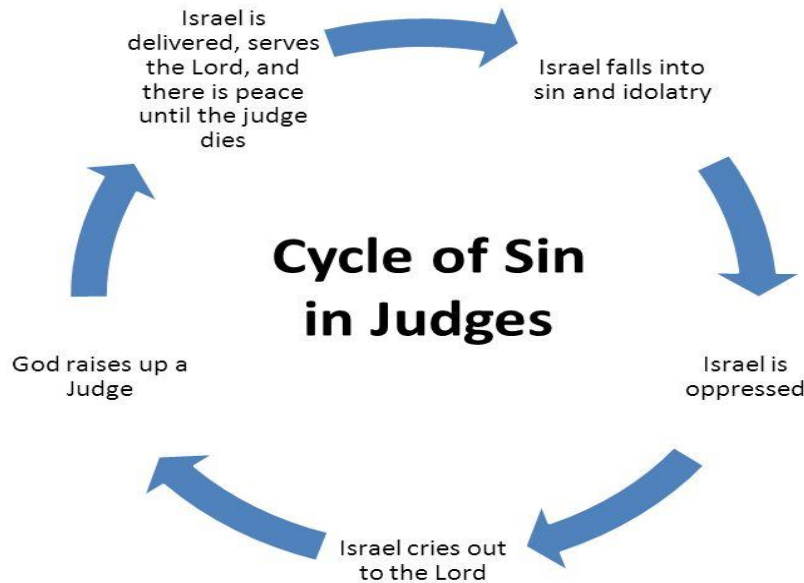 Israel is
delivered, serves
the Lord, and
there is peace
until the judge
dies
Israel falls into
sin and idolatry
Cycle of Sin
in Judges
Israel is
oppressed
Israel cries out
to the Lord
God raises up a
Judge